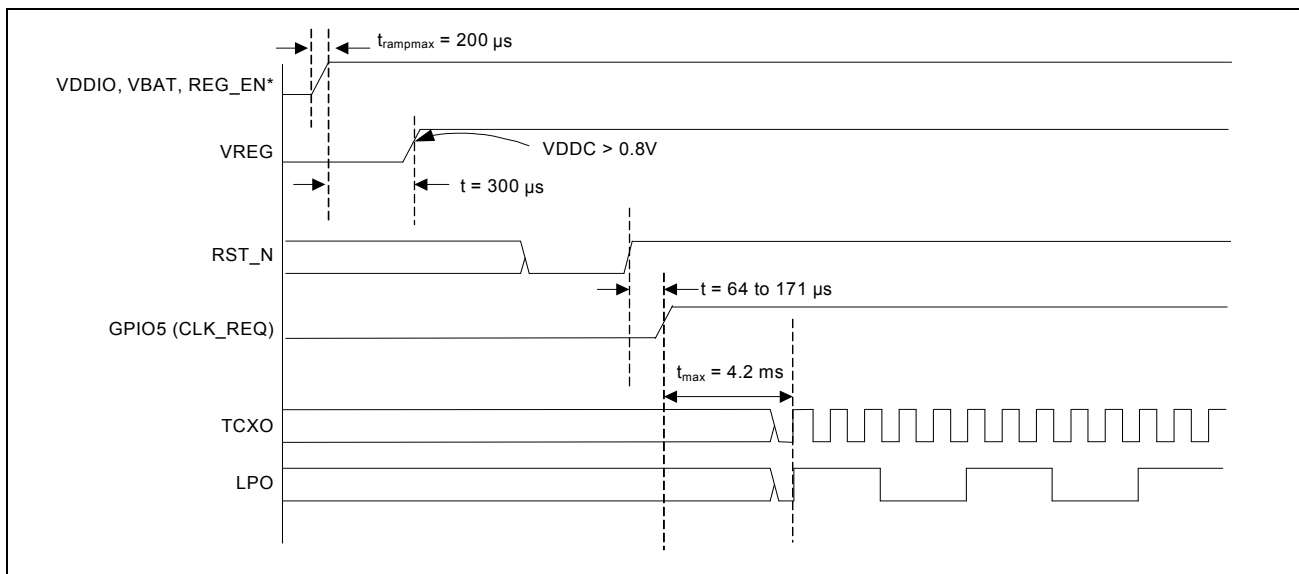 t_rampmax = 200 µs
VDDIO, VBAT, REG_EN*
VREG
VDDC > 0.8V
t = 300 µs
RST_N
t = 64 to 171 µs
GPIO5 (CLK_REQ)
t_max = 4.2 ms
TCXO
LPO